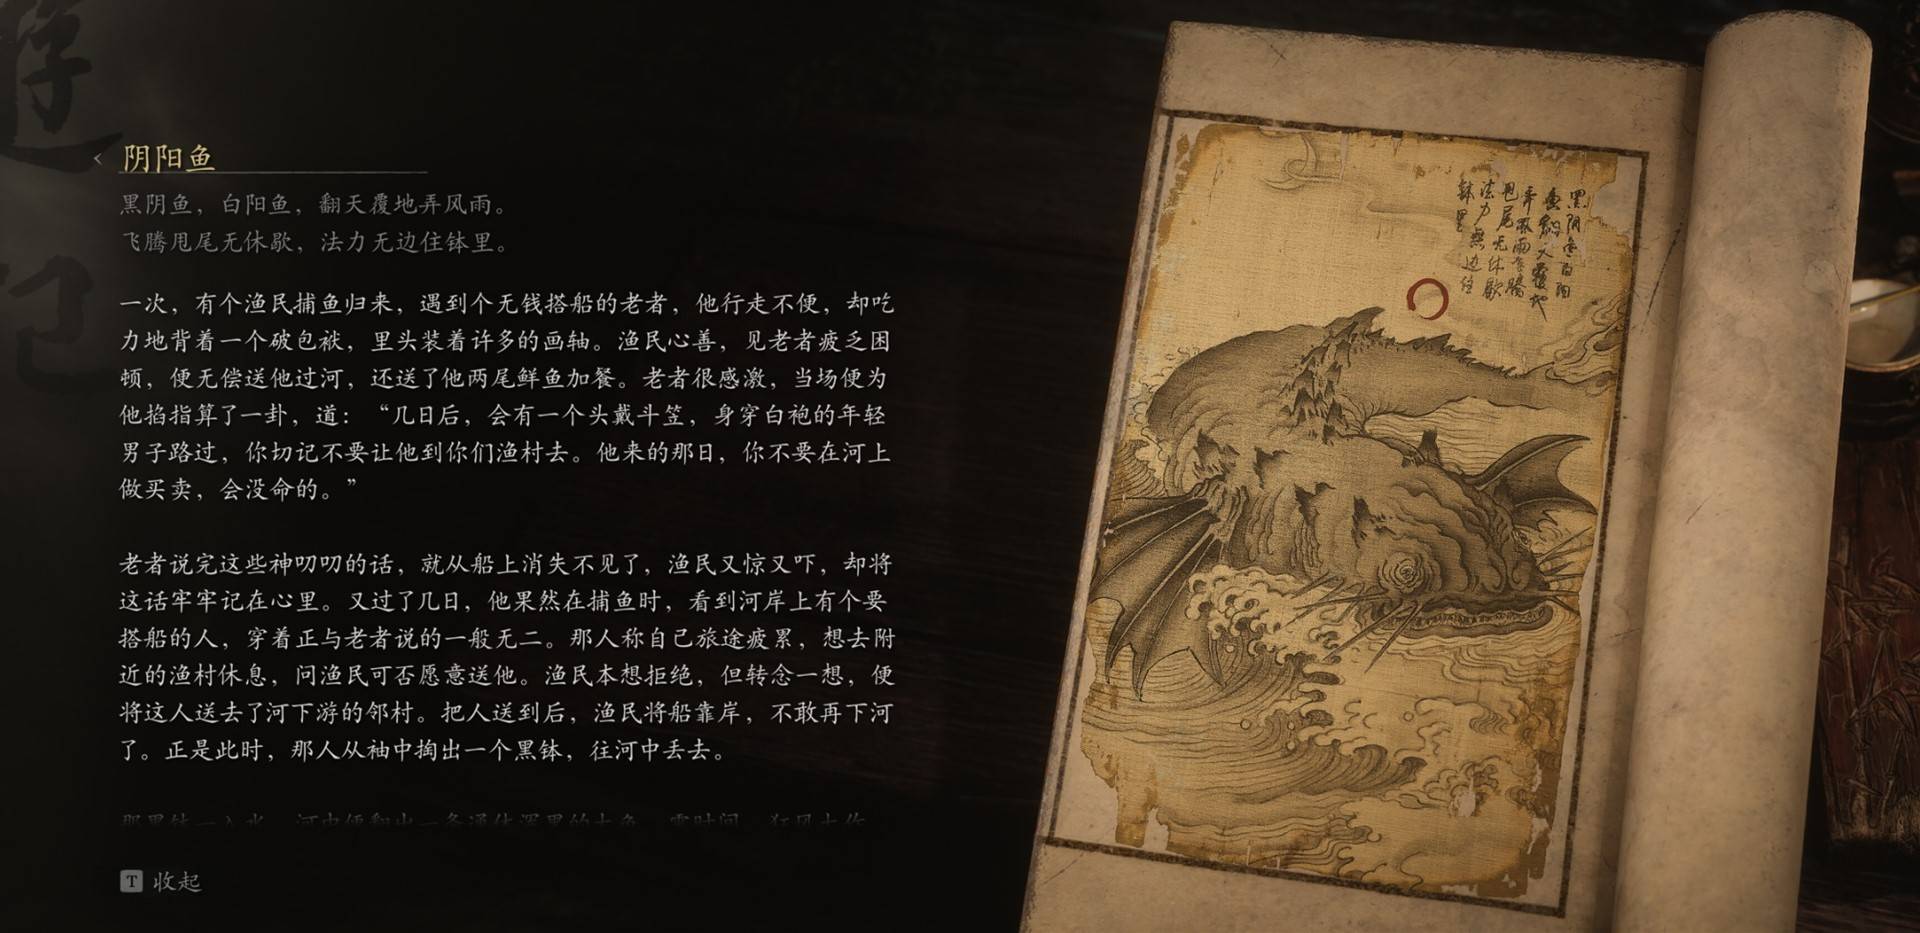 阴阳鱼
黑阴鱼，白阳鱼，翻天覆地弄风雨。
飞腾甩尾无休歇，法力无边住钵里。
一次，有个渔民捕鱼归来，遇到个无钱搭船的老者，他行走不便，却吃
力地背着一个破包袱，里头装着许多的画轴。渔民心善，见老者疲乏困
顿，便无偿送他过河，还送了他两尾鲜鱼加餐。老者很感激，当场便为
他掐指算了一卦，道：“几日后，会有一个头戴斗笠，身穿白袍的年轻
男子路过，你切记不要让他到你们渔村去。他来的那日，你不要在河上
做买卖，会没命的。”
老者说完这些神叨叨的话，就从船上消失不见了，渔民又惊又吓，却将
这话牢牢记在心里。又过了几日，他果然在捕鱼时，看到河岸上有个要
搭船的人，穿着正与老者说的一般无二。那人称自己旅途疲累，想去附
近的渔村休息，问渔民可否愿意送他。渔民本想拒绝，但转念一想，便
将这人送去了河下游的邻村。把人送到后，渔民将船靠岸，不敢再下河
了。正是此时，那人从袖中掏出一个黑钵，往河中丢去。
T 收起
黑阴鱼白阳
鱼翻天覆地
弄风雨飞腾
甩尾无休歇
法力無边住
钵里